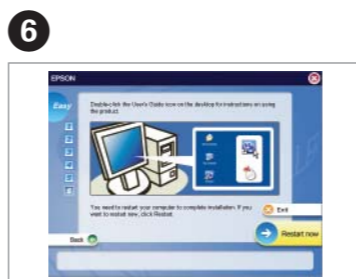 6
EPSON
Easy
Double-click the User's Guide icon on the desktop for instructions on using
the product.
You need to restart your computer to complete installation. If you
want to restart now, click Restart.
Exit
Restart now
Back